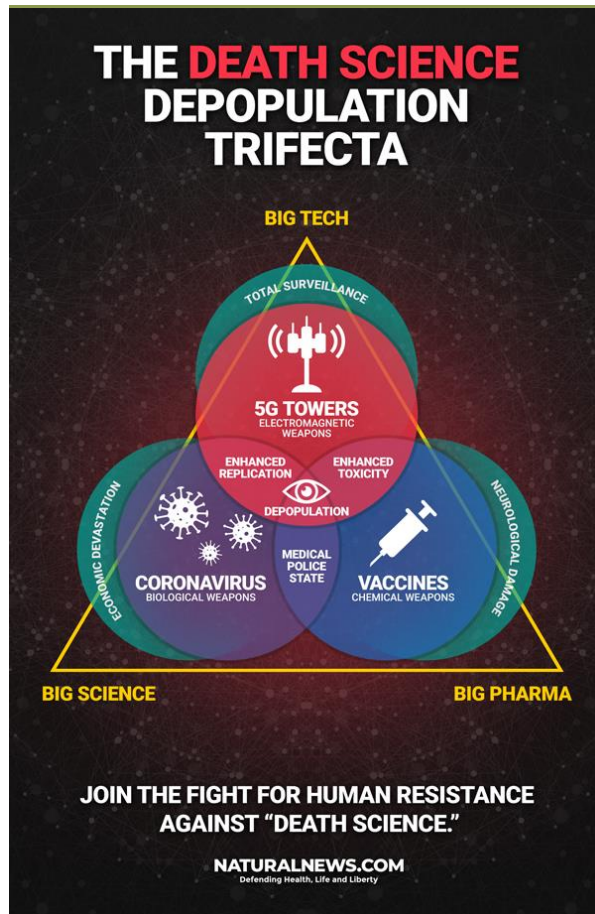 THE DEATH SCIENCE
DEPOPULATION
TRIFECTA
BIG TECH
TOTAL SURVEILLANCE
5G TOWERS
ELECTROMAGNETIC
WEAPONS
ENHANCED
REPLICATION
ENHANCED
TOXICITY
DEPOPULATION
ECONOMIC DEVASTATION
NEUROLOGICAL DAMAGE
MEDICAL
POLICE
STATE
CORONAVIRUS
BIOLOGICAL WEAPONS
VACCINES
CHEMICAL WEAPONS
BIG SCIENCE
BIG PHARMA
JOIN THE FIGHT FOR HUMAN RESISTANCE
AGAINST “DEATH SCIENCE.”
NATURALNEWS.COM
Defending Health, Life and Liberty